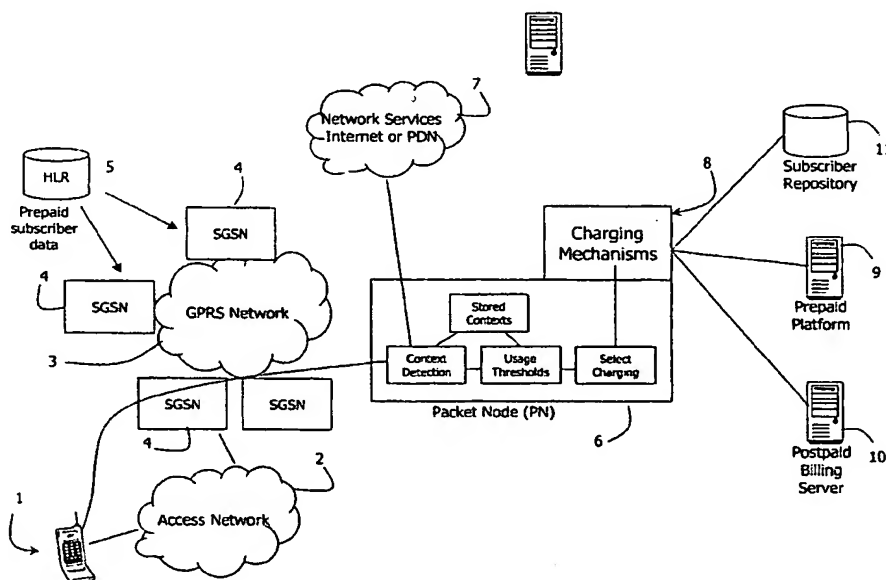 7
Network Services
Internet or PDN
HLR
5
Prepaid
subscriber
data
4
SGSN
4
SGSN
GPRS Network
3
8
Charging
Mechanisms
Subscriber
Repository
11
Prepaid
Platform
9
Stored
Contexts
Context
Detection
Usage
Thresholds
Select
Charging
Packet Node (PN)
6
SGSN
SGSN
4
2
Access Network
1
Postpaid
Billing
Server
10